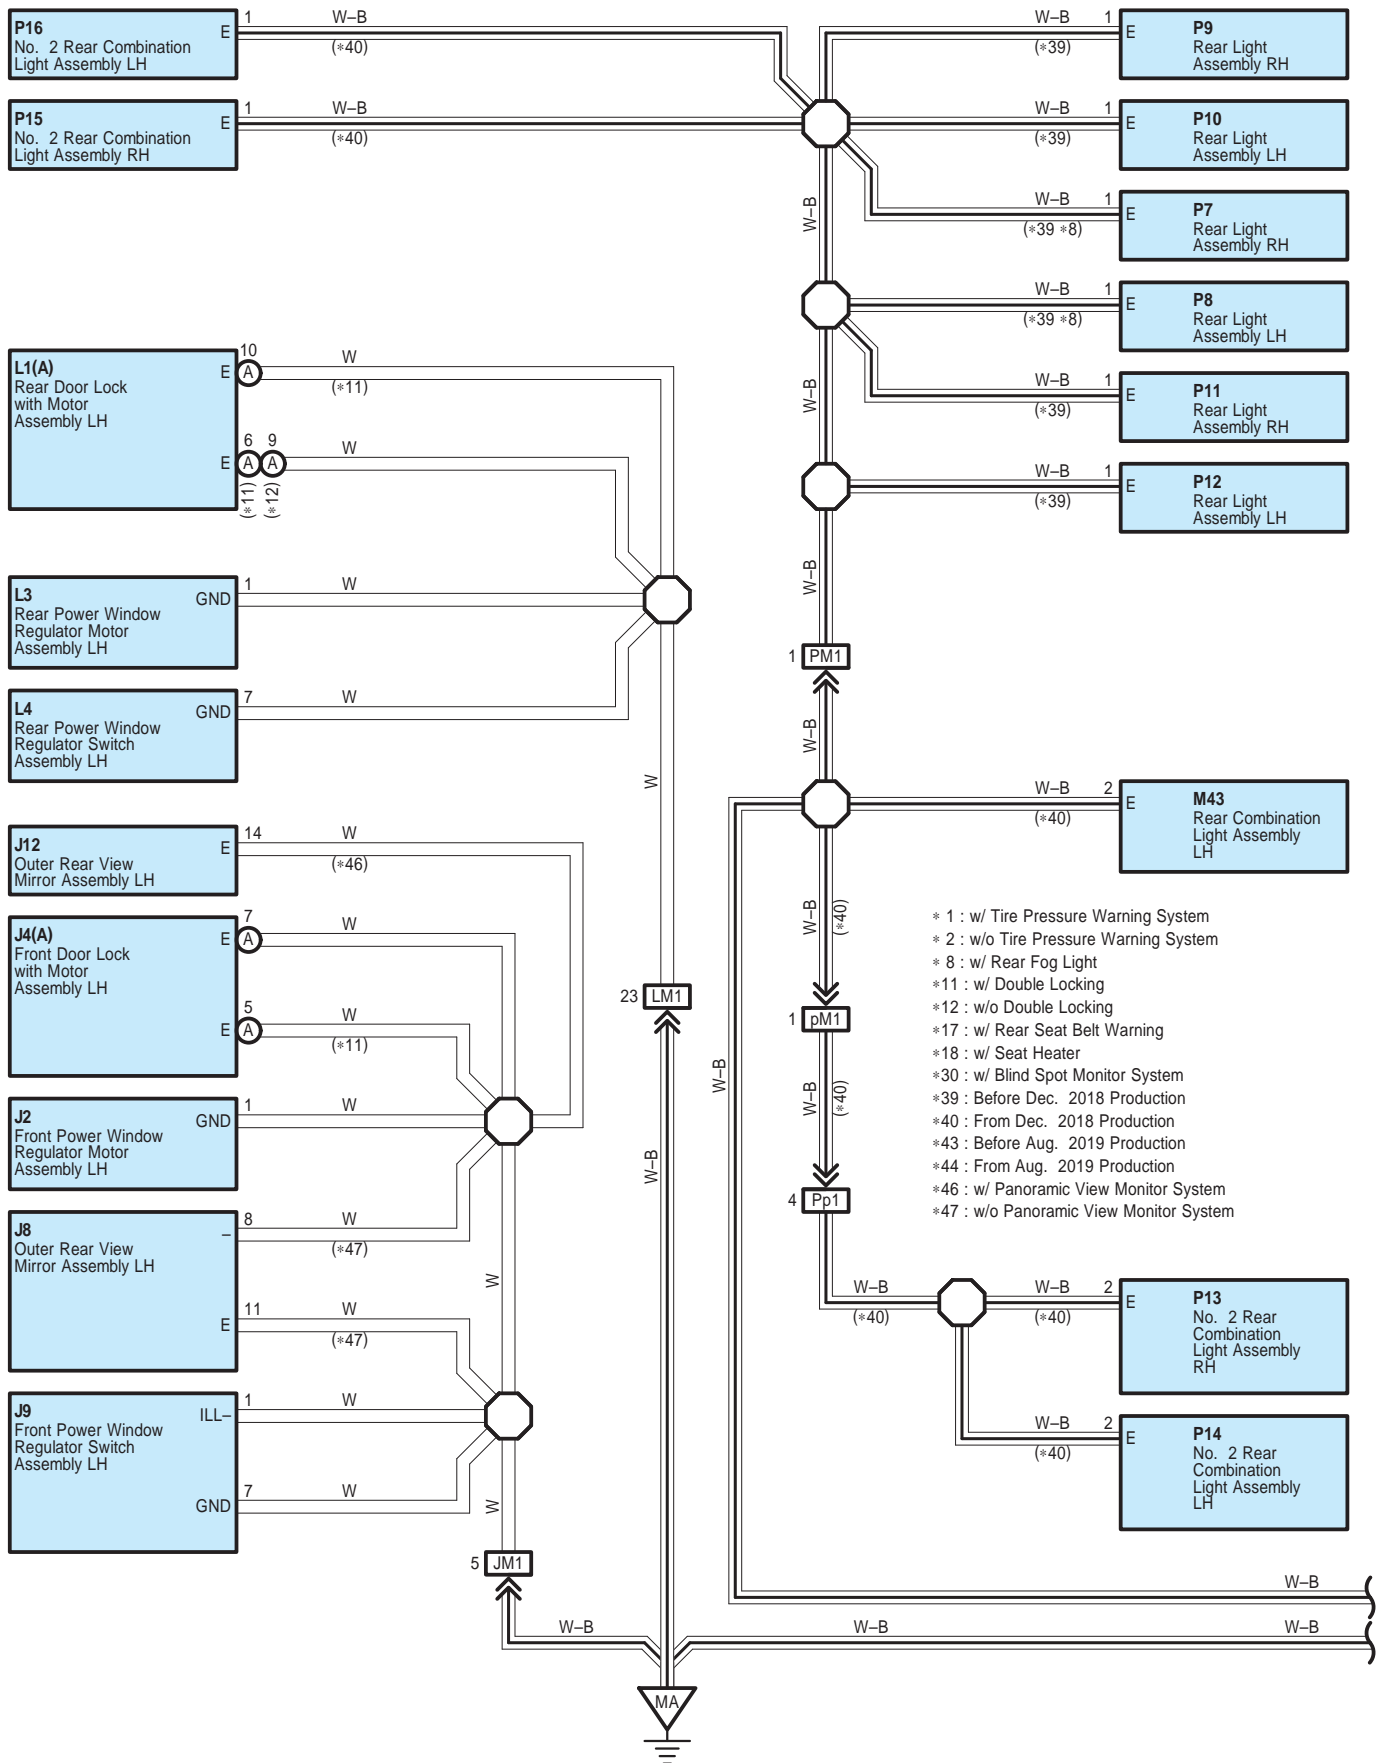 P16
No. 2 Rear Combination
Light Assembly LH
E
1
W–B
(*40)
P15
No. 2 Rear Combination
Light Assembly RH
E
1
W–B
(*40)
W–B
1
(*39)
E
P9
Rear Light
Assembly RH
W–B
1
(*39)
E
P10
Rear Light
Assembly LH
W–B
1
(*39 *8)
E
P7
Rear Light
Assembly RH
W–B
W–B
1
(*39 *8)
E
P8
Rear Light
Assembly LH
W–B
1
(*39)
E
P11
Rear Light
Assembly RH
W–B
W–B
1
(*39)
E
P12
Rear Light
Assembly LH
L1(A)
Rear Door Lock
with Motor
Assembly LH
E
10
A
W
(*11)
E
6
9
A
A
(*11)
(*12)
W
L3
Rear Power Window
Regulator Motor
Assembly LH
GND
1
W
L4
Rear Power Window
Regulator Switch
Assembly LH
GND
7
W
W
W–B
1
PM1
W–B
W–B
2
(*40)
E
M43
Rear Combination
Light Assembly
LH
J12
Outer Rear View
Mirror Assembly LH
E
14
W
(*46)
J4(A)
Front Door Lock
with Motor
Assembly LH
E
7
A
W
E
5
A
W
(*11)
J2
Front Power Window
Regulator Motor
Assembly LH
GND
1
W
J8
Outer Rear View
Mirror Assembly LH
–
8
W
(*47)
E
11
W
(*47)
J9
Front Power Window
Regulator Switch
Assembly LH
ILL–
1
W
GND
7
W
W
W
5
JM1
23
LM1
W–B
W–B
W–B
(*40)
1
pM1
W–B
(*40)
4
Pp1
* 1 : w/ Tire Pressure Warning System
* 2 : w/o Tire Pressure Warning System
* 8 : w/ Rear Fog Light
*11 : w/ Double Locking
*12 : w/o Double Locking
*17 : w/ Rear Seat Belt Warning
*18 : w/ Seat Heater
*30 : w/ Blind Spot Monitor System
*39 : Before Dec. 2018 Production
*40 : From Dec. 2018 Production
*43 : Before Aug. 2019 Production
*44 : From Aug. 2019 Production
*46 : w/ Panoramic View Monitor System
*47 : w/o Panoramic View Monitor System
W–B
(*40)
W–B
2
(*40)
E
P13
No. 2 Rear
Combination
Light Assembly
RH
W–B
2
(*40)
E
P14
No. 2 Rear
Combination
Light Assembly
LH
W–B
W–B
W–B
W–B
MA